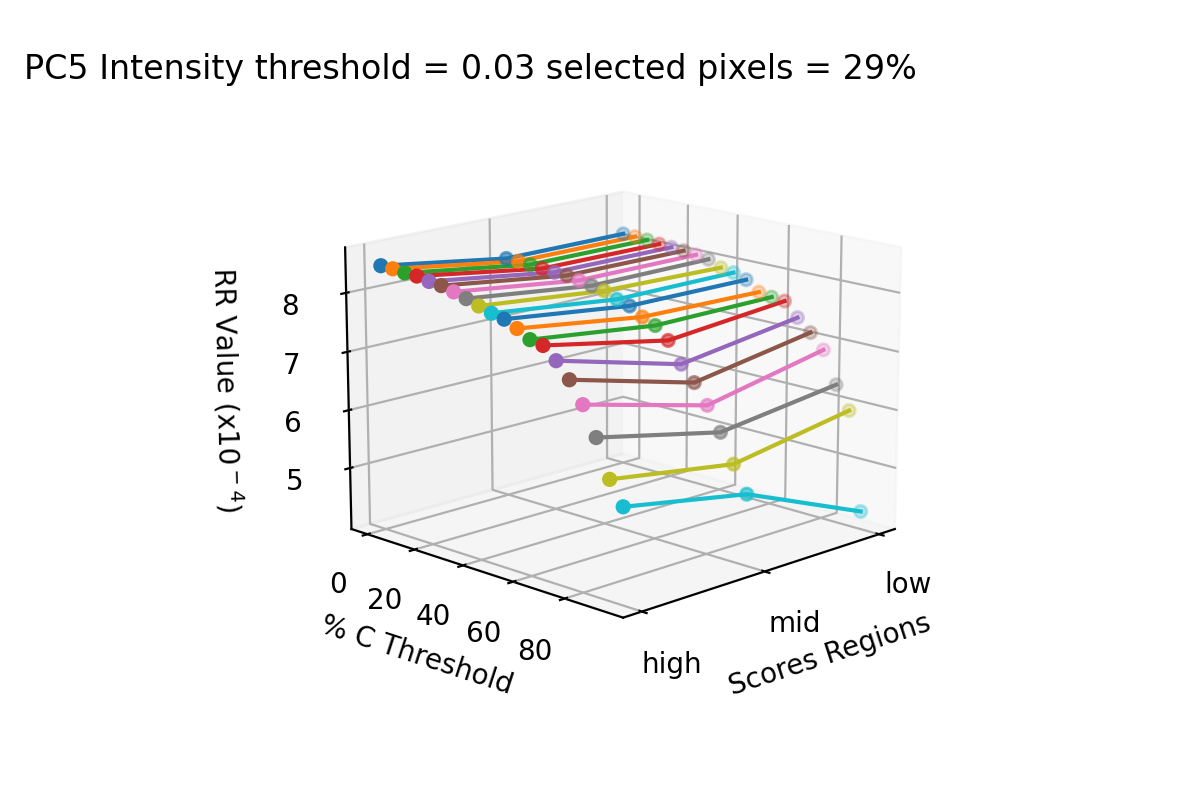 PC5 Intensity threshold = 0.03 selected pixels = 29%
RR Value (x10⁻⁴)
8
7
6
5
0
20
40
60
80
% C Threshold
high
mid
low
Scores Regions